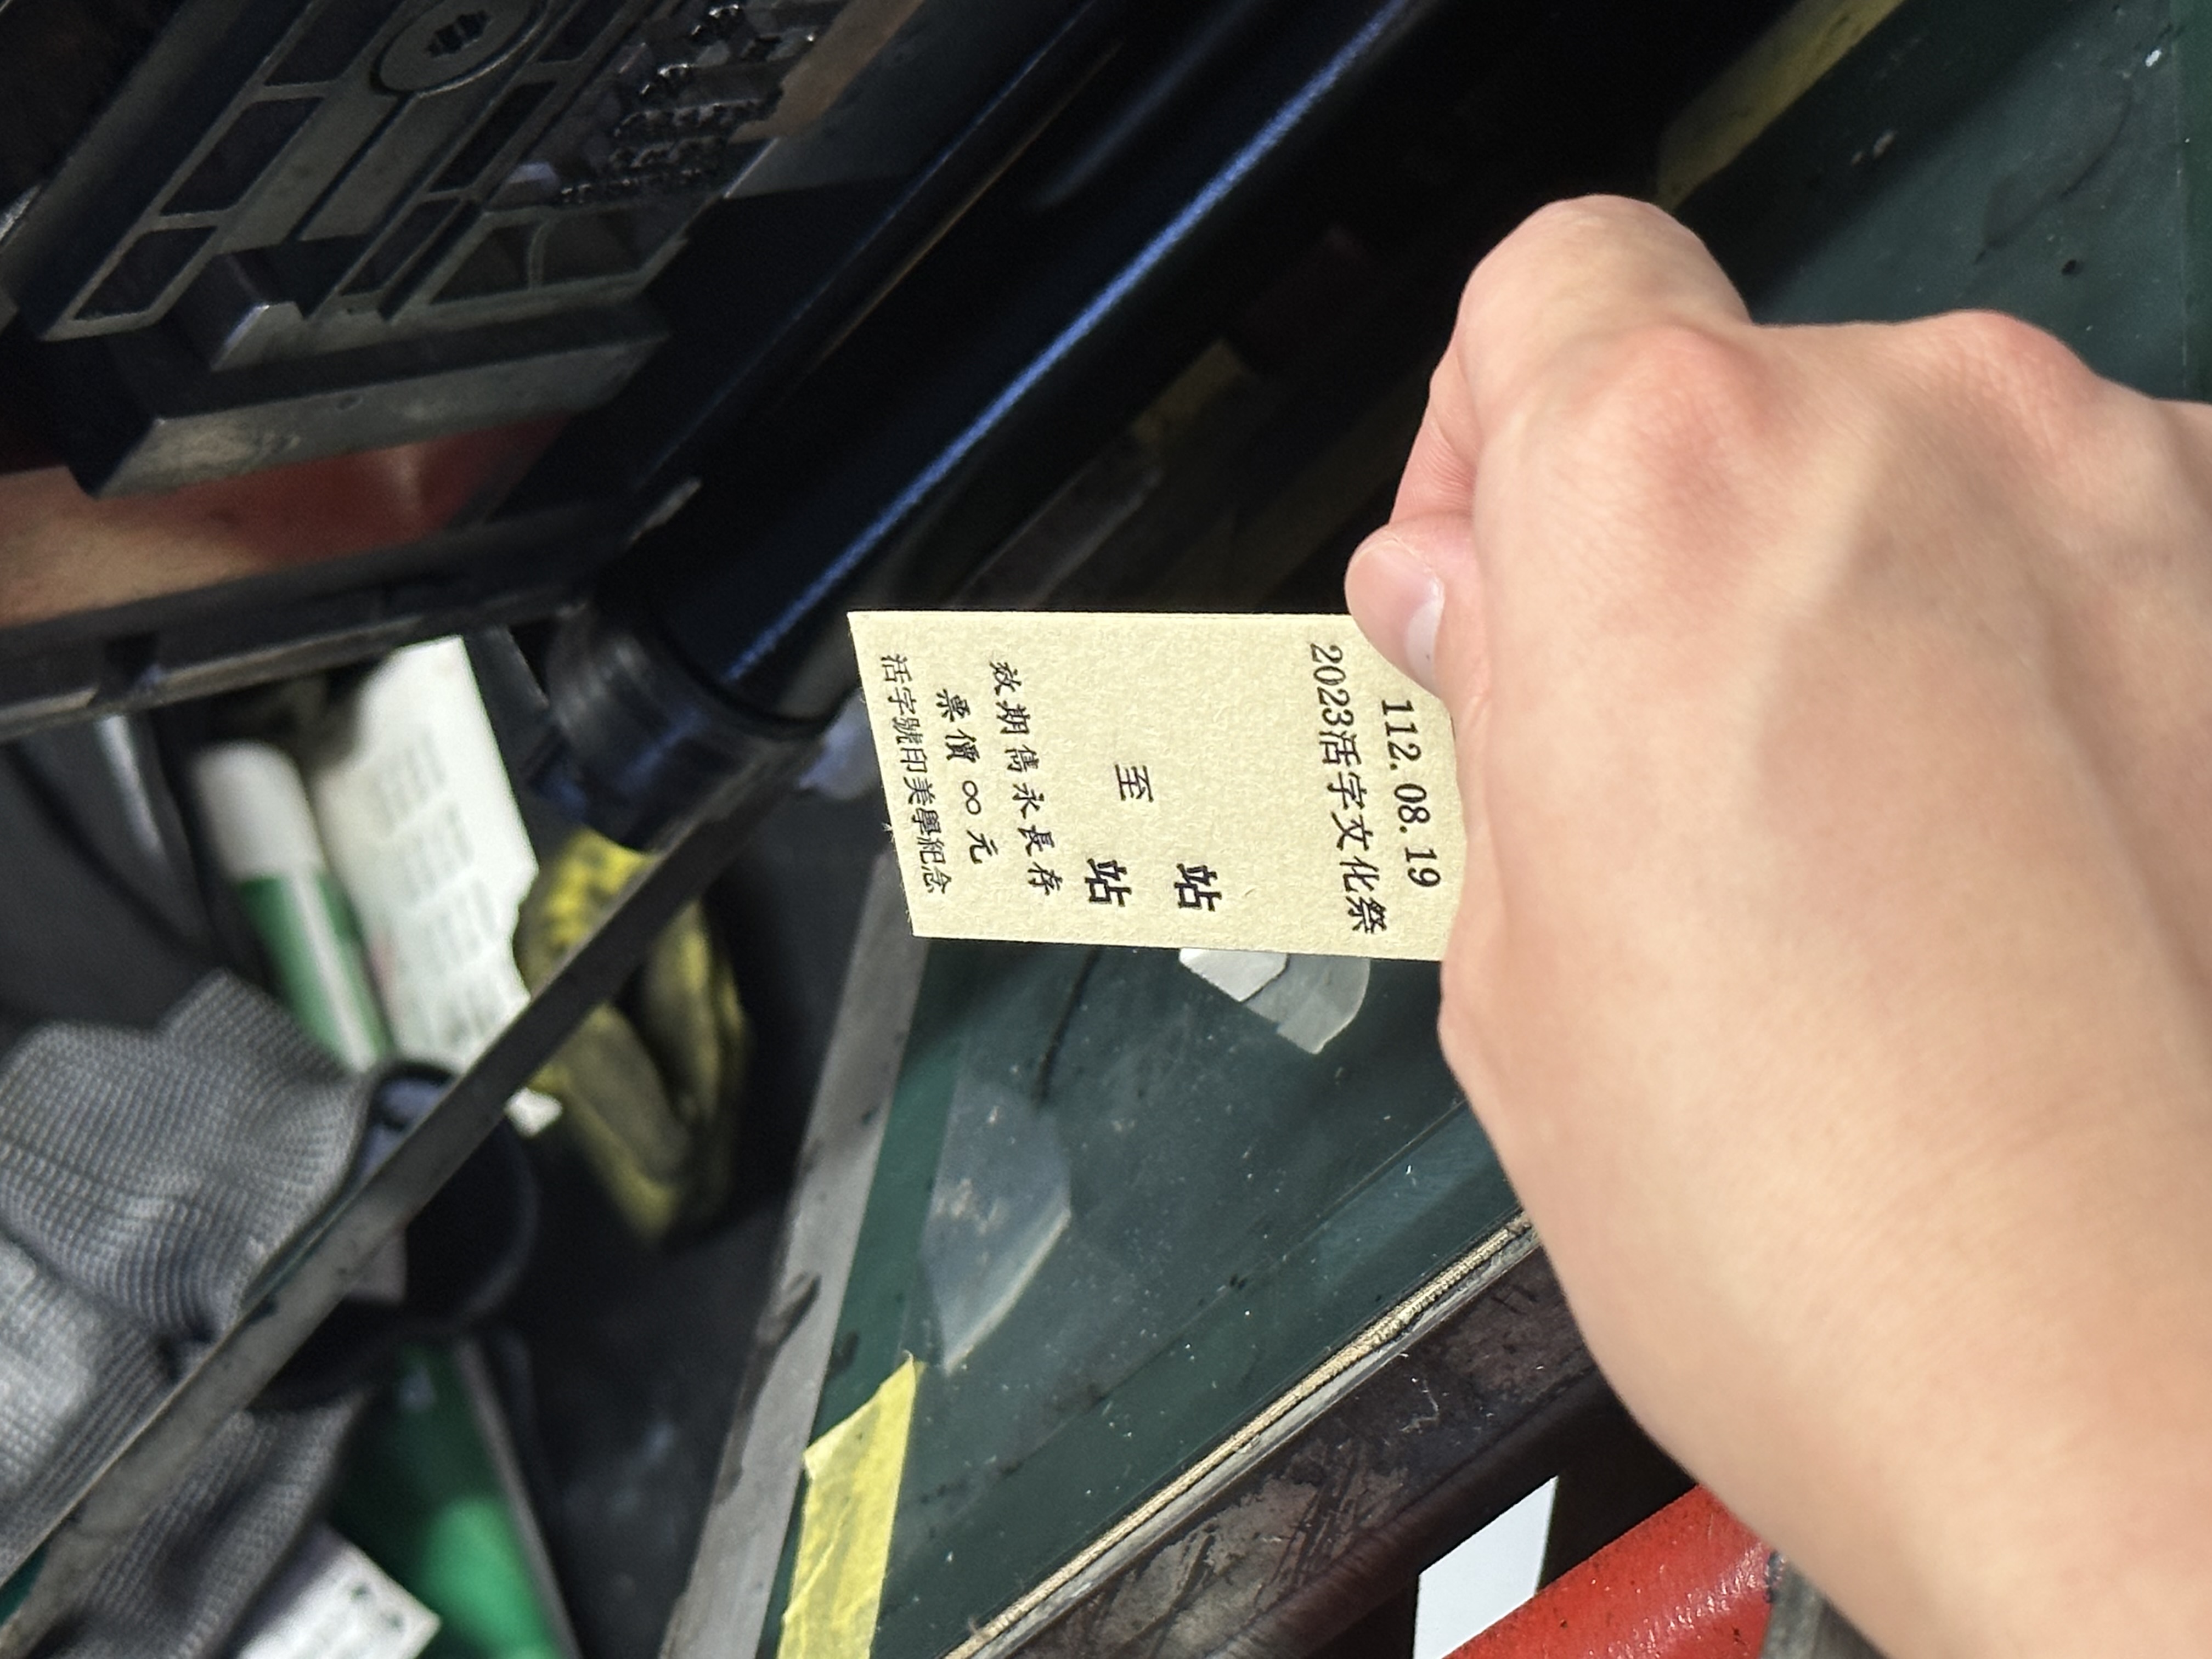 112.08.19
2023活字文化祭
站
至
站
效期雋永長存
票價∞元
活字號印美學紀念